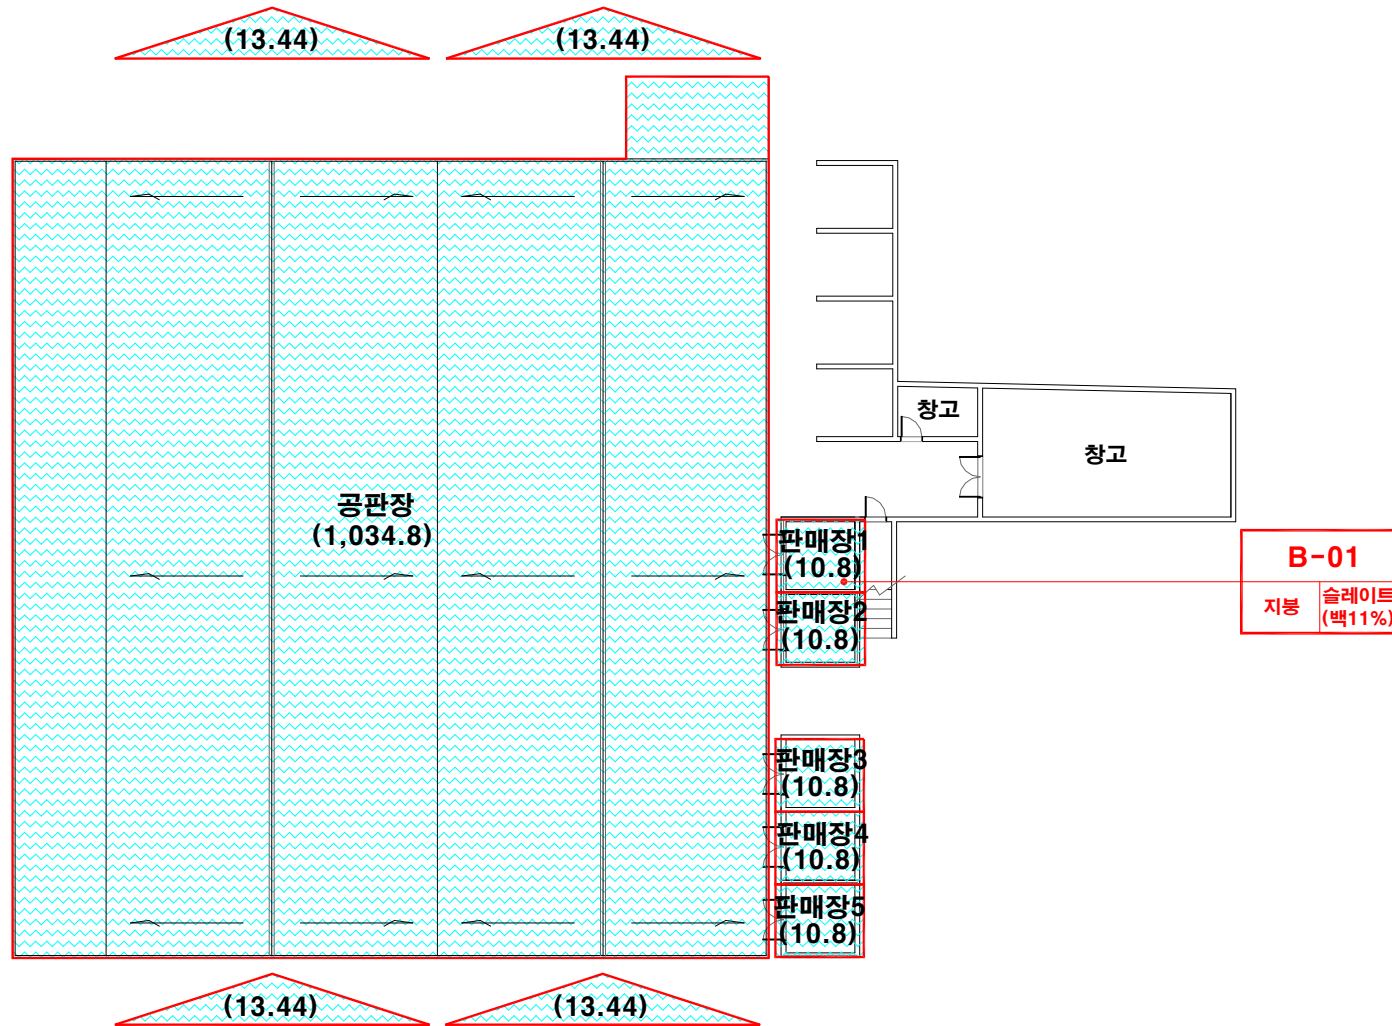 (13.44)
(13.44)
창고
창고
공판장
(1,034.8)
판매장1
(10.8)
판매장2
(10.8)
B-01
지붕
슬레이트
(백11%)
판매장3
(10.8)
판매장4
(10.8)
판매장5
(10.8)
(13.44)
(13.44)